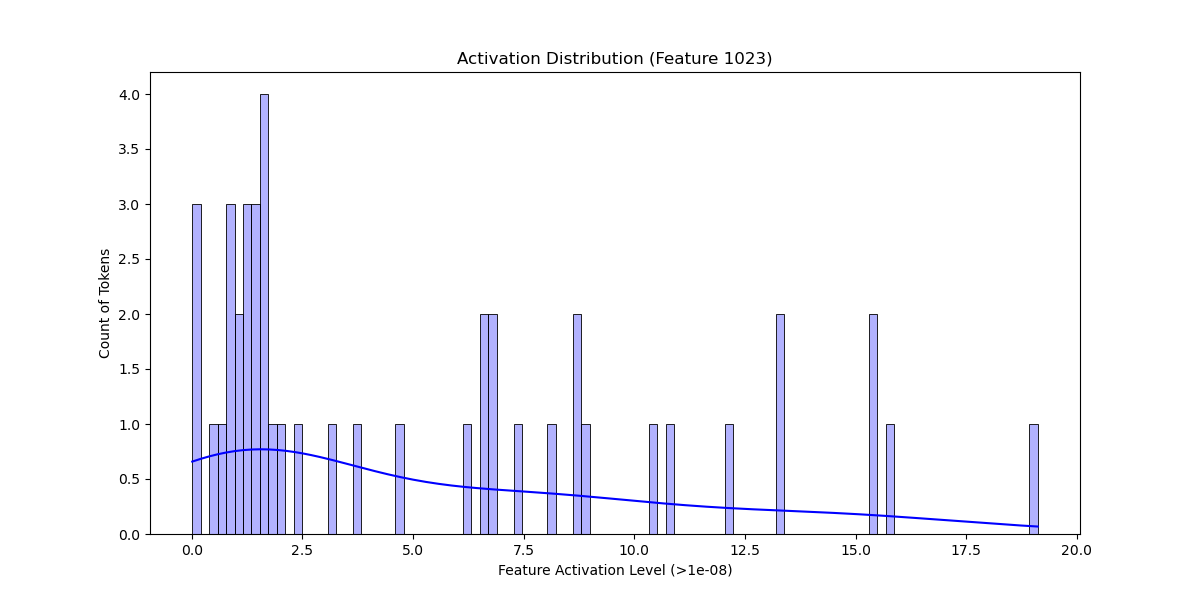 Activation Distribution (Feature 1023)
Count of Tokens
4.0
3.5
3.0
2.5
2.0
1.5
1.0
0.5
0.0
0.0 2.5 5.0 7.5 10.0 12.5 15.0 17.5 20.0
Feature Activation Level (>1e-08)